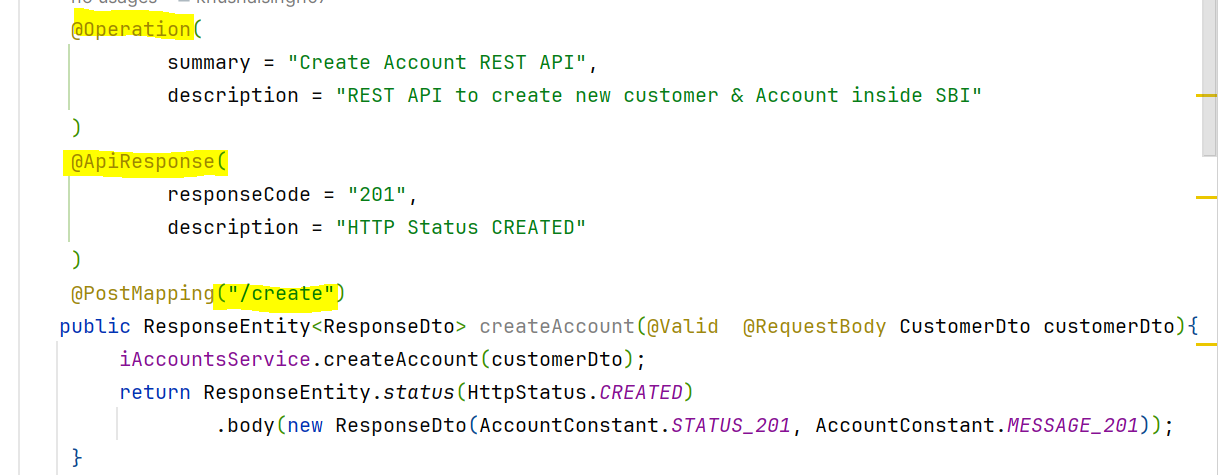 @Operation(
summary = "Create Account REST API",
description = "REST API to create new customer & Account inside SBI"
)
@ApiResponse(
responseCode = "201",
description = "HTTP Status CREATED"
)
@PostMapping("/create")
public ResponseEntity<ResponseDto> createAccount(@Valid  @RequestBody CustomerDto customerDto){
iAccountsService.createAccount(customerDto);
return ResponseEntity.status(HttpStatus.CREATED)
.body(new ResponseDto(AccountConstant.STATUS_201, AccountConstant.MESSAGE_201));
}